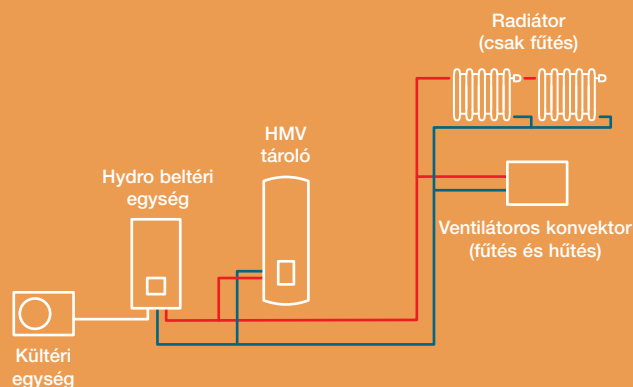 Radiátor
(csak fűtés)
HMV
tároló
Hydro beltéri
egység
Ventilátoros konvektor
(fűtés és hűtés)
Kültéri
egység